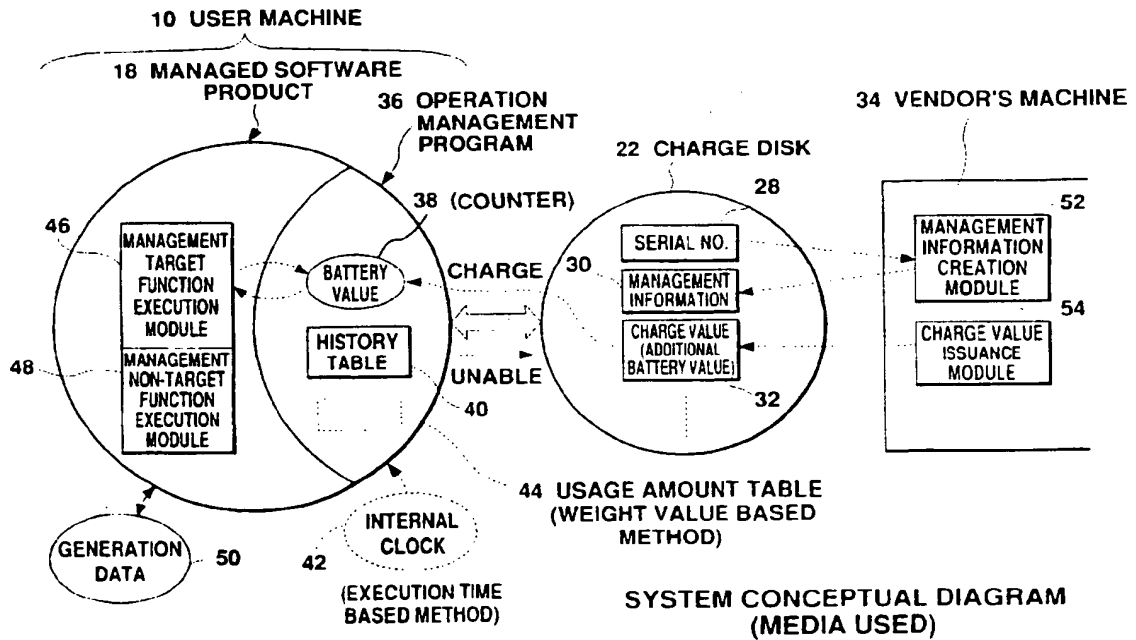 10 USER MACHINE
18 MANAGED SOFTWARE
PRODUCT
36 OPERATION
MANAGEMENT
PROGRAM
34 VENDOR'S MACHINE
22 CHARGE DISK
38 (COUNTER)
28
52
46
MANAGEMENT
TARGET
FUNCTION
EXECUTION
MODULE
BATTERY
VALUE
CHARGE
30
SERIAL NO.
MANAGEMENT
INFORMATION
MANAGEMENT
INFORMATION
CREATION
MODULE
54
48
MANAGEMENT
NON-TARGET
FUNCTION
EXECUTION
MODULE
HISTORY
TABLE
40
UNABLE
CHARGE VALUE
(ADDITIONAL
BATTERY VALUE)
32
CHARGE VALUE
ISSUANCE
MODULE
44 USAGE AMOUNT TABLE
(WEIGHT VALUE BASED
METHOD)
GENERATION
DATA
50
42
INTERNAL
CLOCK
(EXECUTION TIME
BASED METHOD)
SYSTEM CONCEPTUAL DIAGRAM
(MEDIA USED)